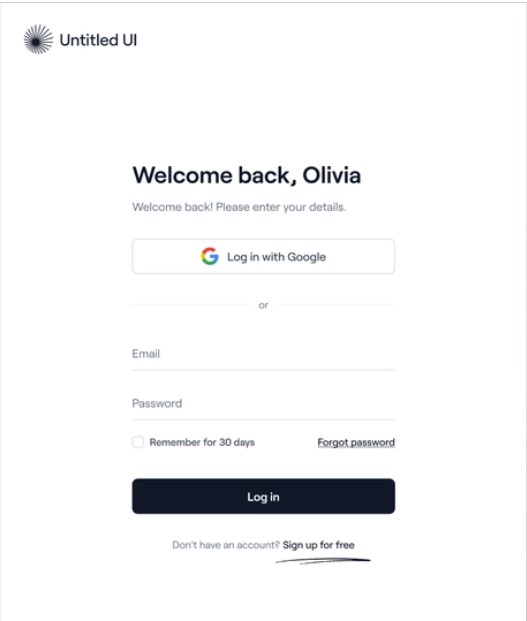 Untitled UI
Welcome back, Olivia
Welcome back! Please enter your details.
Log in with Google
or
Email
Password
Remember for 30 days Forgot password
Log in
Don't have an account? Sign up for free